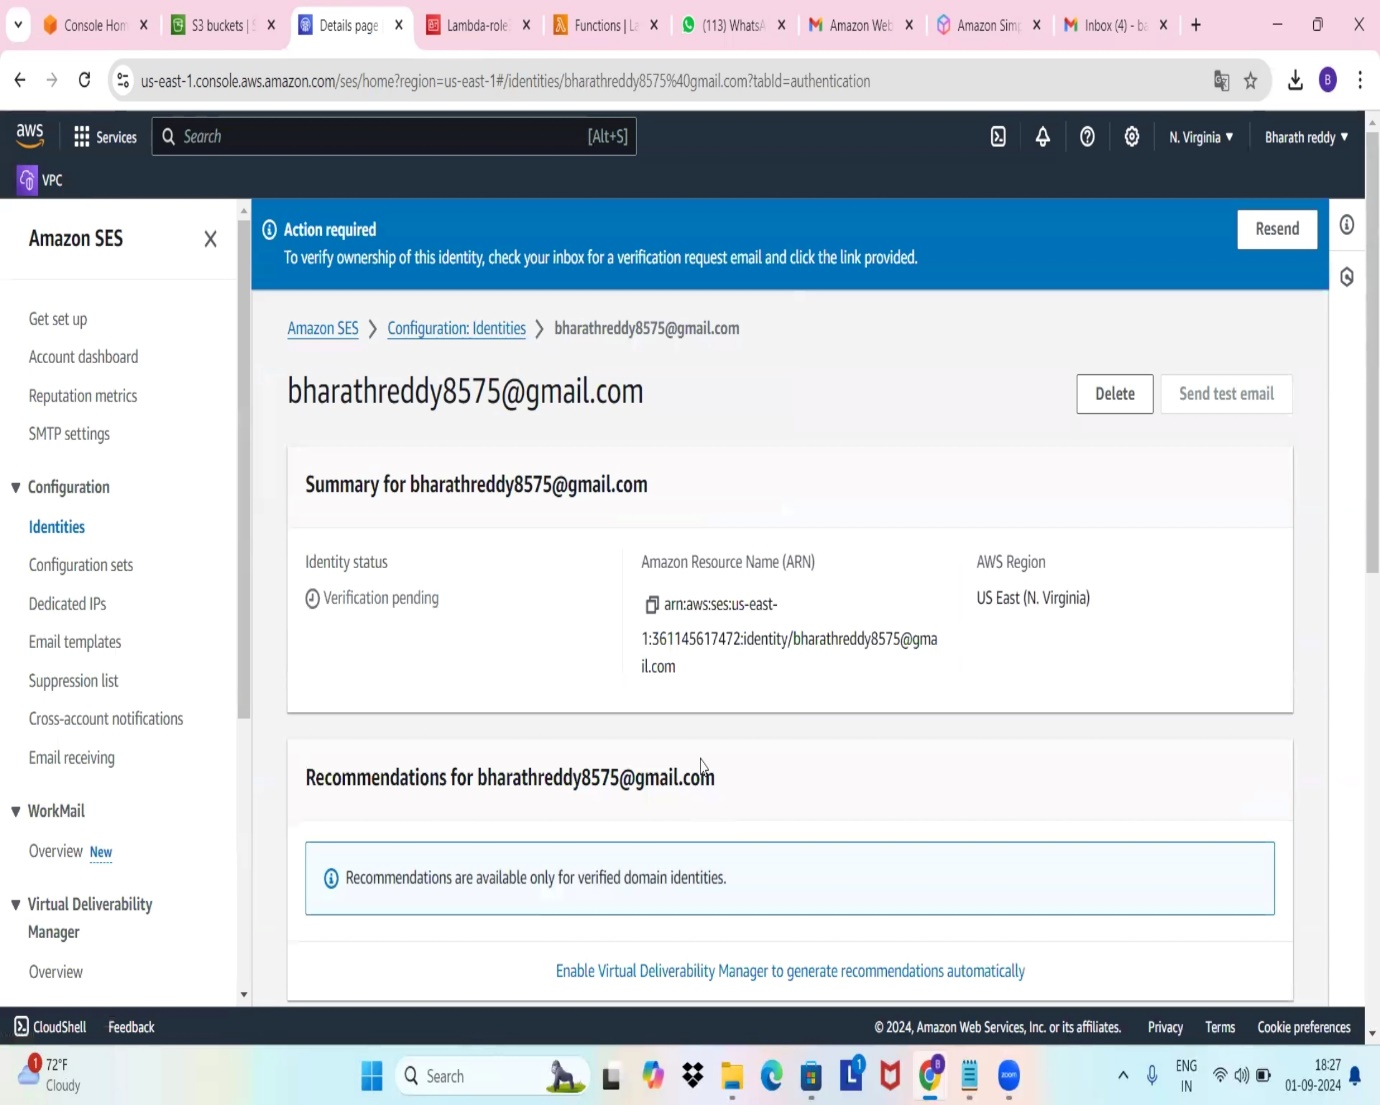 Console Hom
S3 buckets | S
Details page
Lambda-role
Functions | La
(113) WhatsA
Amazon Web
Amazon Simp
Inbox (4) - ba
us-east-1.console.aws.amazon.com/ses/home?region=us-east-1#/identities/bharathreddy8575%40gmail.com?tabId=authentication
B
aws
Services
Search
[Alt+S]
N. Virginia
Bharath reddy
VPC
Amazon SES
Get set up
Account dashboard
Reputation metrics
SMTP settings
Configuration
Identities
Configuration sets
Dedicated IPs
Email templates
Suppression list
Cross-account notifications
Email receiving
WorkMail
Overview New
Virtual Deliverability
Manager
Overview
Action required
To verify ownership of this identity, check your inbox for a verification request email and click the link provided.
Resend
Amazon SES
Configuration: Identities
bharathreddy8575@gmail.com
bharathreddy8575@gmail.com
Delete
Send test email
Summary for bharathreddy8575@gmail.com
Identity status
Verification pending
Amazon Resource Name (ARN)
arn:aws:ses:us-east-
1:361145617472:identity/bharathreddy8575@gma
il.com
AWS Region
US East (N. Virginia)
Recommendations for bharathreddy8575@gmail.com
Recommendations are available only for verified domain identities.
Enable Virtual Deliverability Manager to generate recommendations automatically
CloudShell
Feedback
© 2024, Amazon Web Services, Inc. or its affiliates.
Privacy
Terms
Cookie preferences
1
72°F
Cloudy
Search
L
1
B
zoom
ENG
IN
18:27
01-09-2024